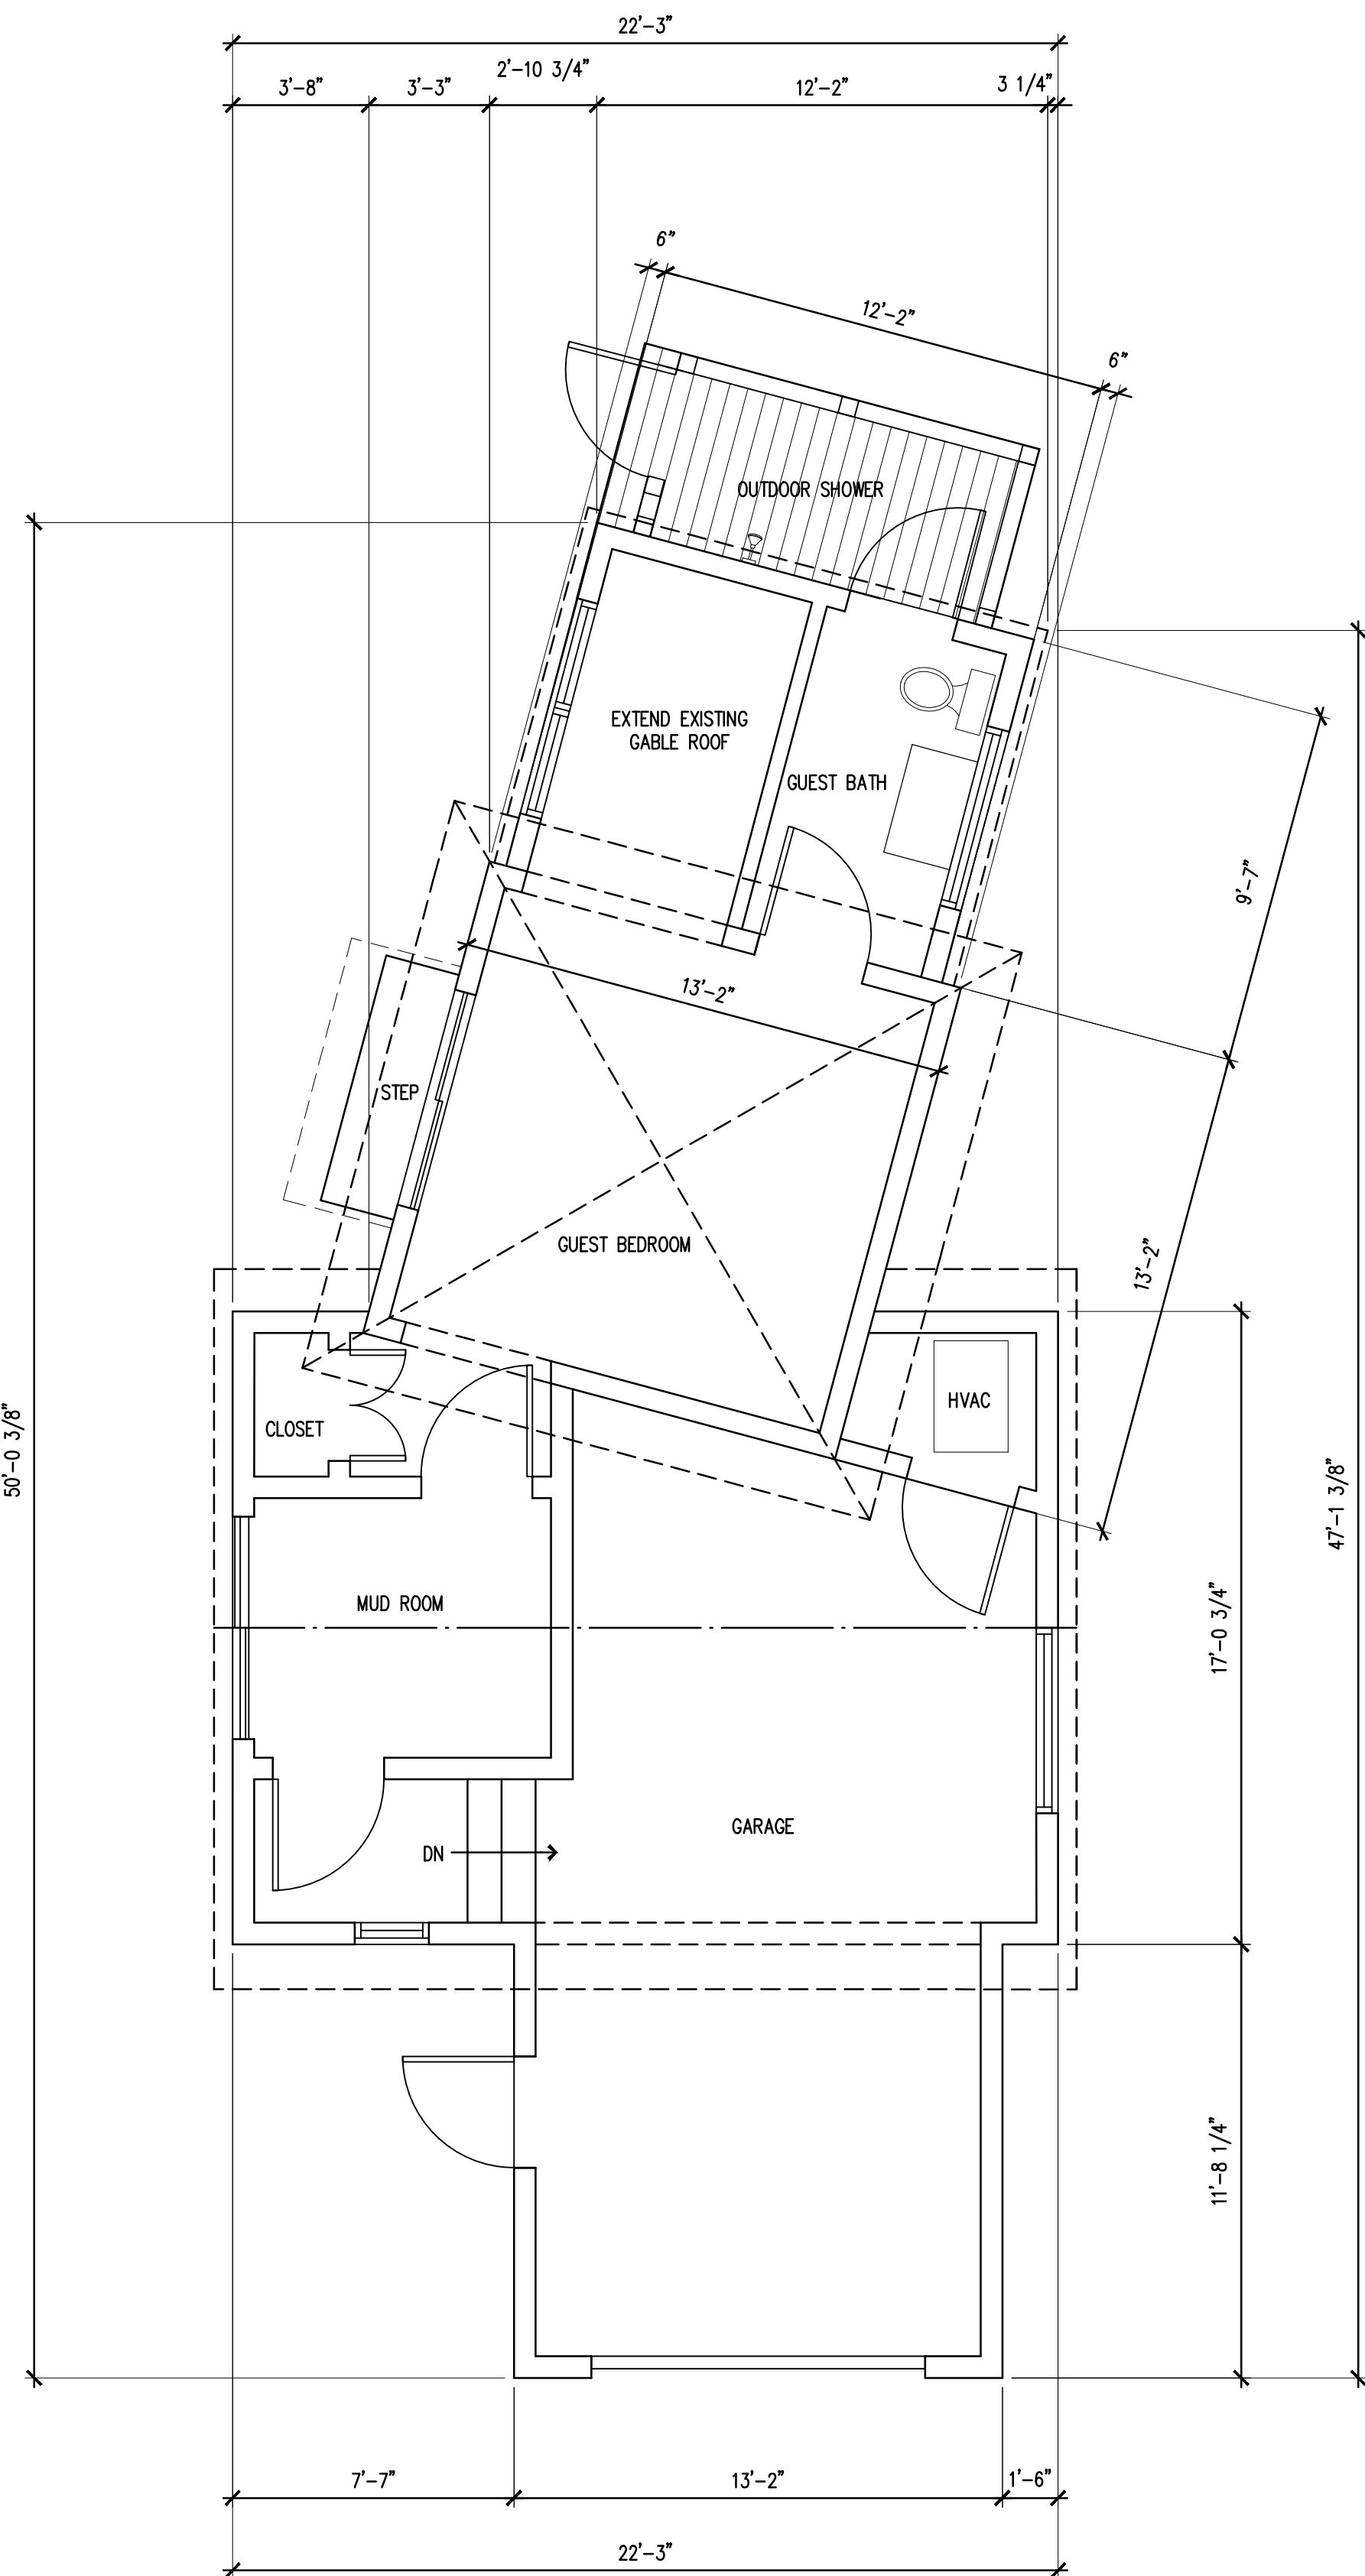 22'-3"
3'-8"
3'-3"
2'-10 3/4"
12'-2"
3 1/4"
6"
12'-2"
6"
OUTDOOR SHOWER
EXTEND EXISTING
GABLE ROOF
GUEST BATH
9'-7"
13'-2"
STEP
GUEST BEDROOM
13'-2"
HVAC
CLOSET
50'-0 3/8"
47'-1 3/8"
MUD ROOM
17'-0 3/4"
GARAGE
DN
11'-8 1/4"
7'-7"
13'-2"
1'-6"
22'-3"